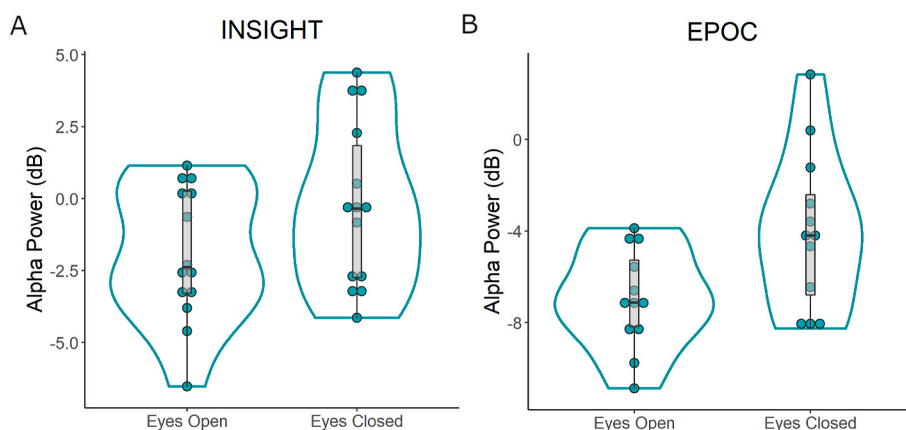 A
INSIGHT
Alpha Power (dB)
5.0
2.5
0.0
-2.5
-5.0
Eyes Open
Eyes Closed
B
EPOC
Alpha Power (dB)
0
-4
-8
Eyes Open
Eyes Closed